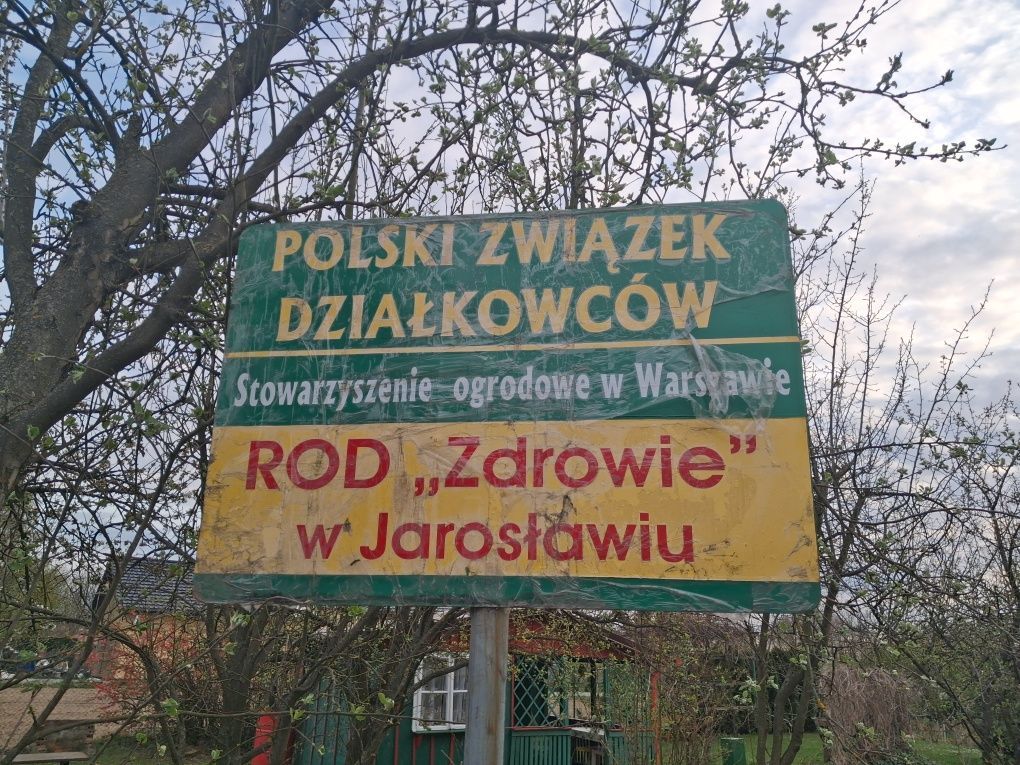 POLSKI ZWIĄZEK
DZIAŁKOWCÓW
Stowarzyszenie ogrodowe w Warszawie
ROD „Zdrowie”
w Jarosławiu